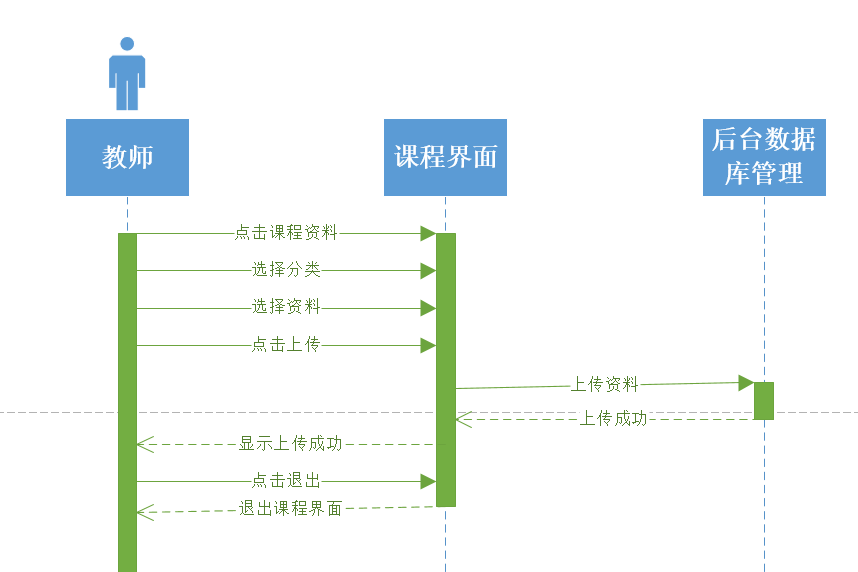 教师
课程界面
后台数据
库管理
点击课程资料
选择分类
选择资料
点击上传
上传资料
上传成功
显示上传成功
点击退出
退出课程界面